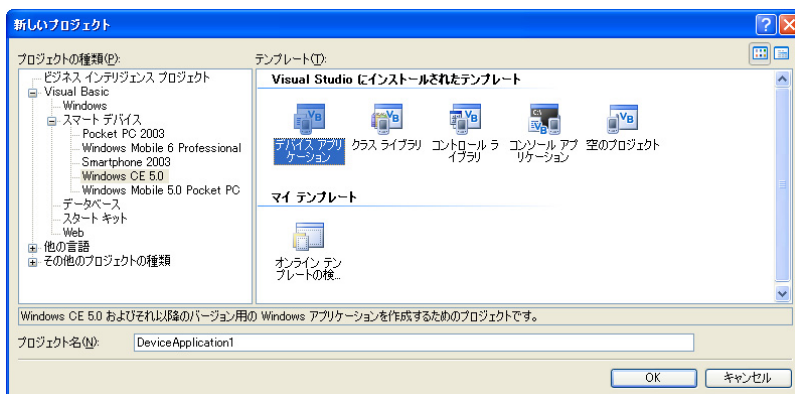 新しいプロジェクト
プロジェクトの種類(P):
ビジネス インテリジェンス プロジェクト
Visual Basic
Windows
スマート デバイス
Pocket PC 2003
Windows Mobile 6 Professional
Smartphone 2003
Windows CE 5.0
Windows Mobile 5.0 Pocket PC
データベース
スタート キット
Web
他の言語
その他のプロジェクトの種類
テンプレート(T):
Visual Studio にインストールされたテンプレート
デバイス アプリ
ケーション
クラス ライブラリ
コントロール ラ
イブラリ
コンソール アプ
リケーション
空のプロジェクト
マイ テンプレート
オンライン テン
プレートの検...
Windows CE 5.0 およびそれ以降のバージョン用の Windows アプリケーションを作成するためのプロジェクトです。
プロジェクト名(N):
DeviceApplication1
OK
キャンセル